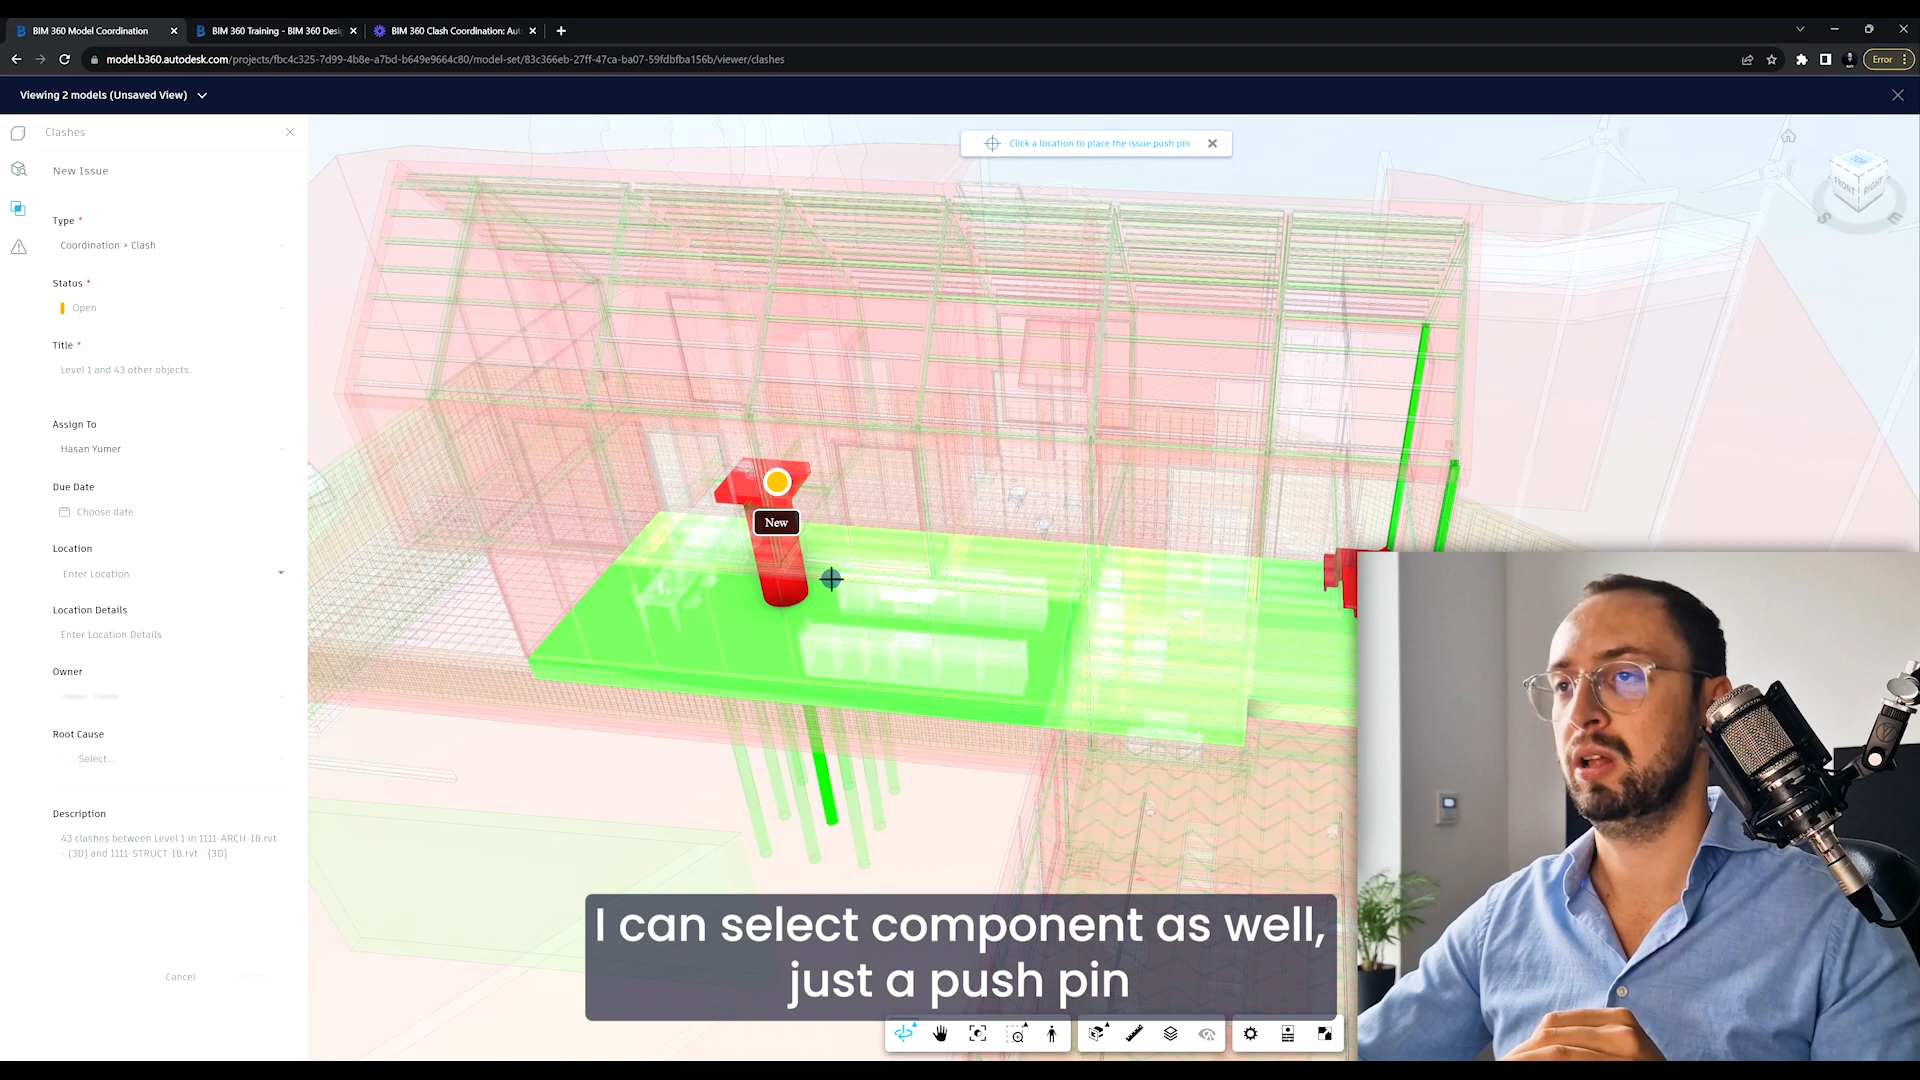 BIM 360 Model Coordination
BIM 360 Training - BIM 360 Desig
BIM 360 Clash Coordination: Aut
model.b360.autodesk.com/projects/fbc4c325-7d99-4b8e-a7bd-b649e9664c80/model-set/83c366eb-27ff-47ca-ba07-59fdbfba156b/viewer/clashes
Error
Viewing 2 models (Unsaved View)
Clashes
Click a location to place the issue push pin
TOP
FRONT
RIGHT
S
E
New Issue
Type *
Coordination > Clash
Status *
Open
Title *
Level 1 and 43 other objects.
Assign To
Hasan Yumer
Due Date
Choose date
Location
Enter Location
Location Details
Enter Location Details
Owner
Root Cause
Select...
Description
43 clashes between Level 1 in 1111-ARCH-IB.rvt
- {3D} and 1111-STRUCT-IB.rvt - {3D}
Cancel
New
I can select component as well,
just a push pin